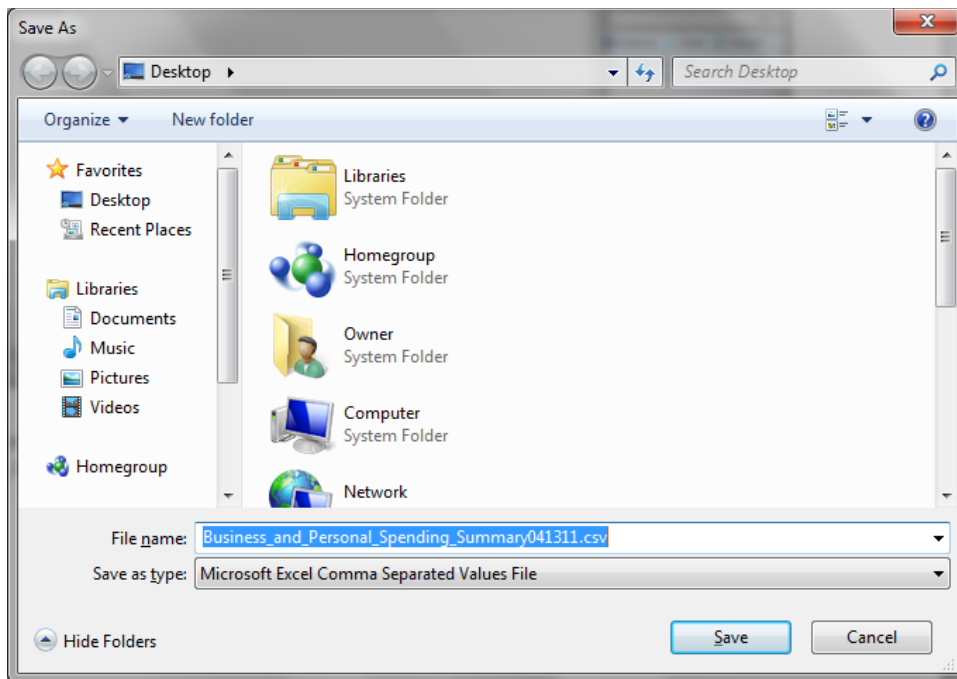 Save As
Desktop
Search Desktop
Organize
New folder
Favorites
Desktop
Recent Places
Libraries
Documents
Music
Pictures
Videos
Homegroup
Libraries
System Folder
Homegroup
System Folder
Owner
System Folder
Computer
System Folder
Network
File name: Business_and_Personal_Spending_Summary041311.csv
Save as type: Microsoft Excel Comma Separated Values File
Hide Folders
Save
Cancel